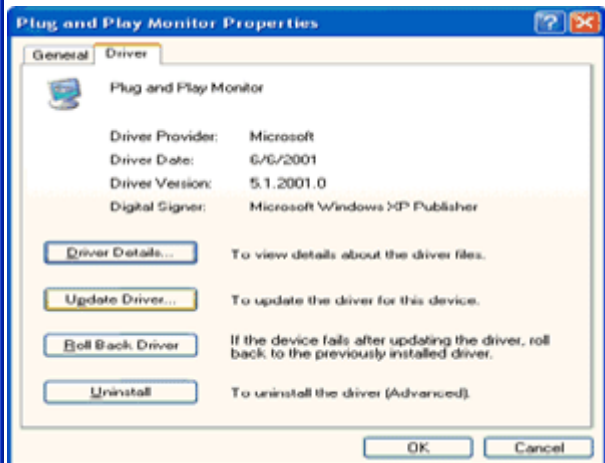 Plug and Play Monitor Properties
General Driver
Plug and Play Monitor
Driver Provider: Microsoft
Driver Date: 6/6/2001
Driver Version: 5.1.2001.0
Digital Signer: Microsoft Windows XP Publisher
Driver Details... To view details about the driver files.
Update Driver... To update the driver for this device.
Roll Back Driver If the device fails after updating the driver, roll
back to the previously installed driver.
Uninstall To uninstall the driver (Advanced).
OK Cancel